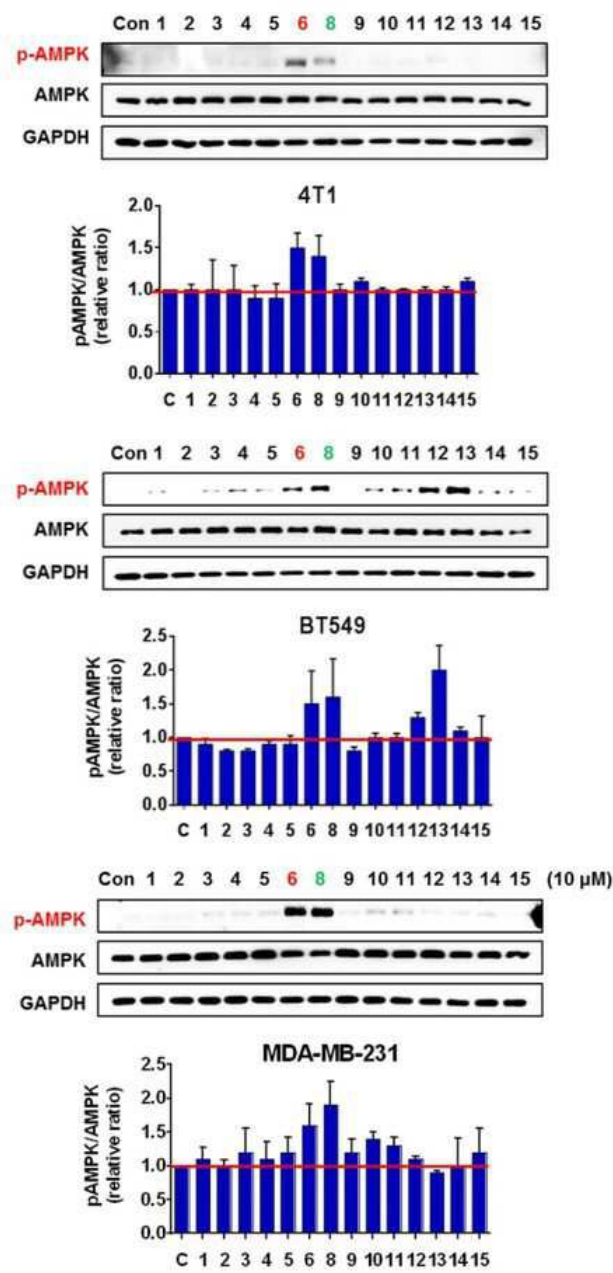 Con 1 2 3 4 5 6 8 9 10 11 12 13 14 15
p-AMPK
AMPK
GAPDH
4T1
pAMPK/AMPK
(relative ratio)
2.0
1.5
1.0
0.5
0.0
C 1 2 3 4 5 6 8 9 10 11 12 13 14 15
Con 1 2 3 4 5 6 8 9 10 11 12 13 14 15
p-AMPK
AMPK
GAPDH
BT549
pAMPK/AMPK
(relative ratio)
2.5
2.0
1.5
1.0
0.5
0.0
C 1 2 3 4 5 6 8 9 10 11 12 13 14 15
Con 1 2 3 4 5 6 8 9 10 11 12 13 14 15 (10 µM)
p-AMPK
AMPK
GAPDH
MDA-MB-231
pAMPK/AMPK
(relative ratio)
2.5
2.0
1.5
1.0
0.5
0.0
C 1 2 3 4 5 6 8 9 10 11 12 13 14 15